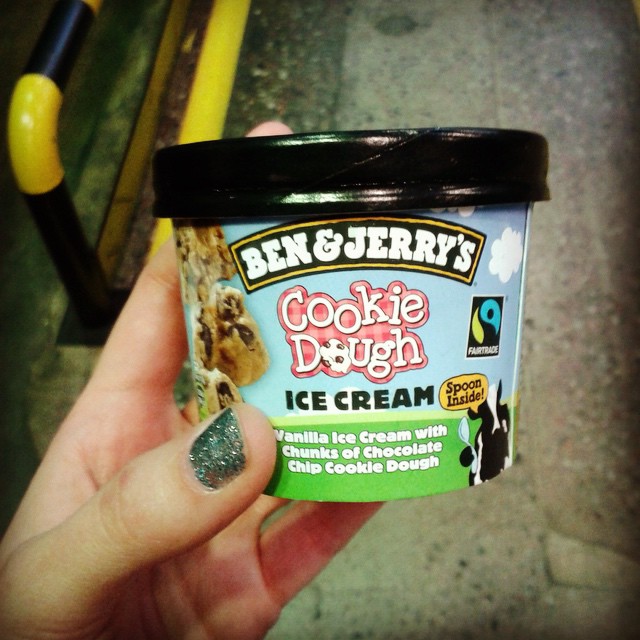 BEN & JERRY'S
Cookie
Dough
ICE CREAM
Spoon
Inside!
FAIRTRADE
Vanilla Ice Cream with
Chunks of Chocolate
Chip Cookie Dough